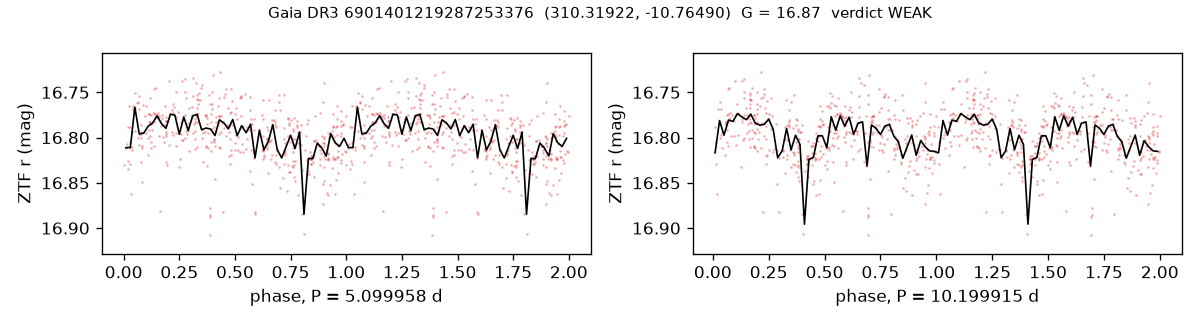 Gaia DR3 6901401219287253376  (310.31922, -10.76490)  G = 16.87  verdict WEAK
ZTF r (mag)
16.75
16.80
16.85
16.90
0.00 0.25 0.50 0.75 1.00 1.25 1.50 1.75 2.00
phase, P = 5.099958 d
ZTF r (mag)
16.75
16.80
16.85
16.90
0.00 0.25 0.50 0.75 1.00 1.25 1.50 1.75 2.00
phase, P = 10.199915 d